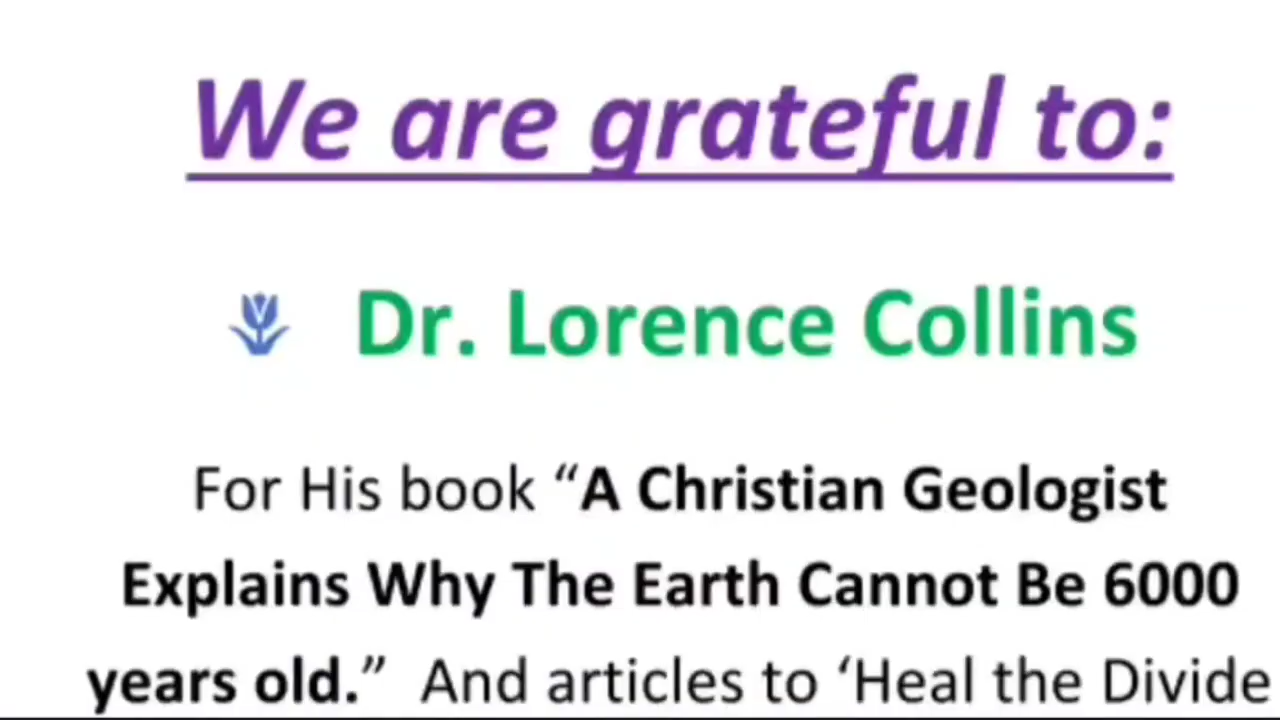 We are grateful to:
Dr. Lorence Collins
For His book “A Christian Geologist
Explains Why The Earth Cannot Be 6000
years old.” And articles to ‘Heal the Divide